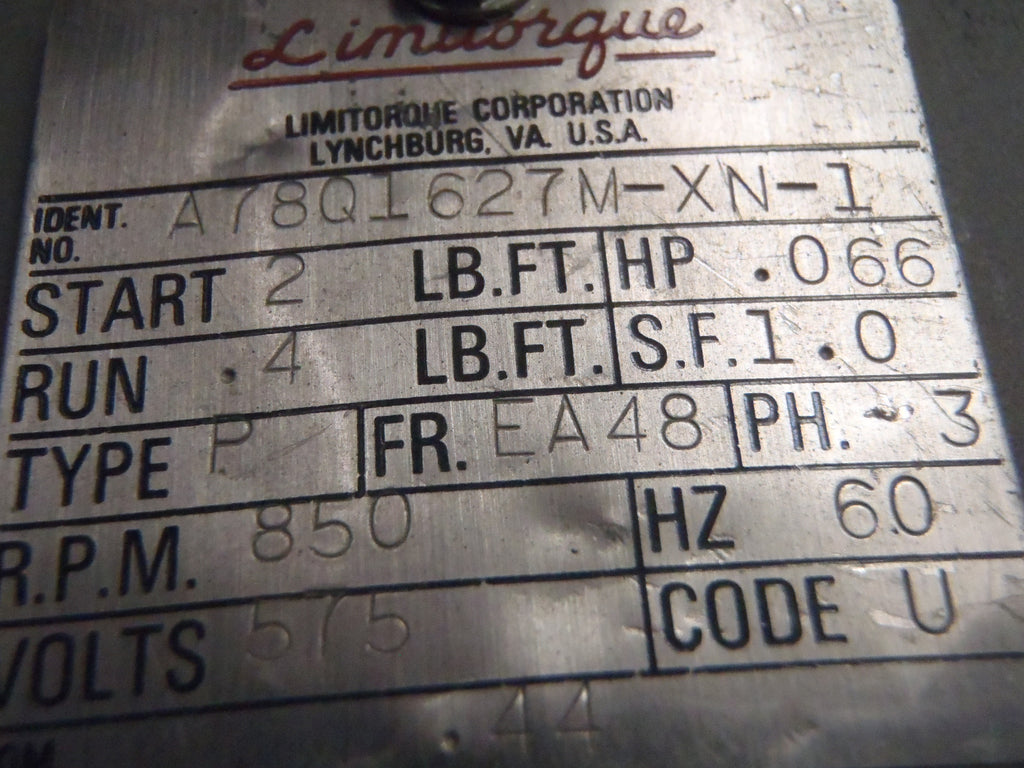 Limitorque
LIMITORQUE CORPORATION
LYNCHBURG, VA. U.S.A.
IDENT. NO. A78Q1627M-XN-1
START 2 LB.FT. HP .066
RUN .4 LB.FT. S.F. 1.0
TYPE P FR. EA48 PH. 3
R.P.M. 850 HZ 60
VOLTS 575 CODE U
.44